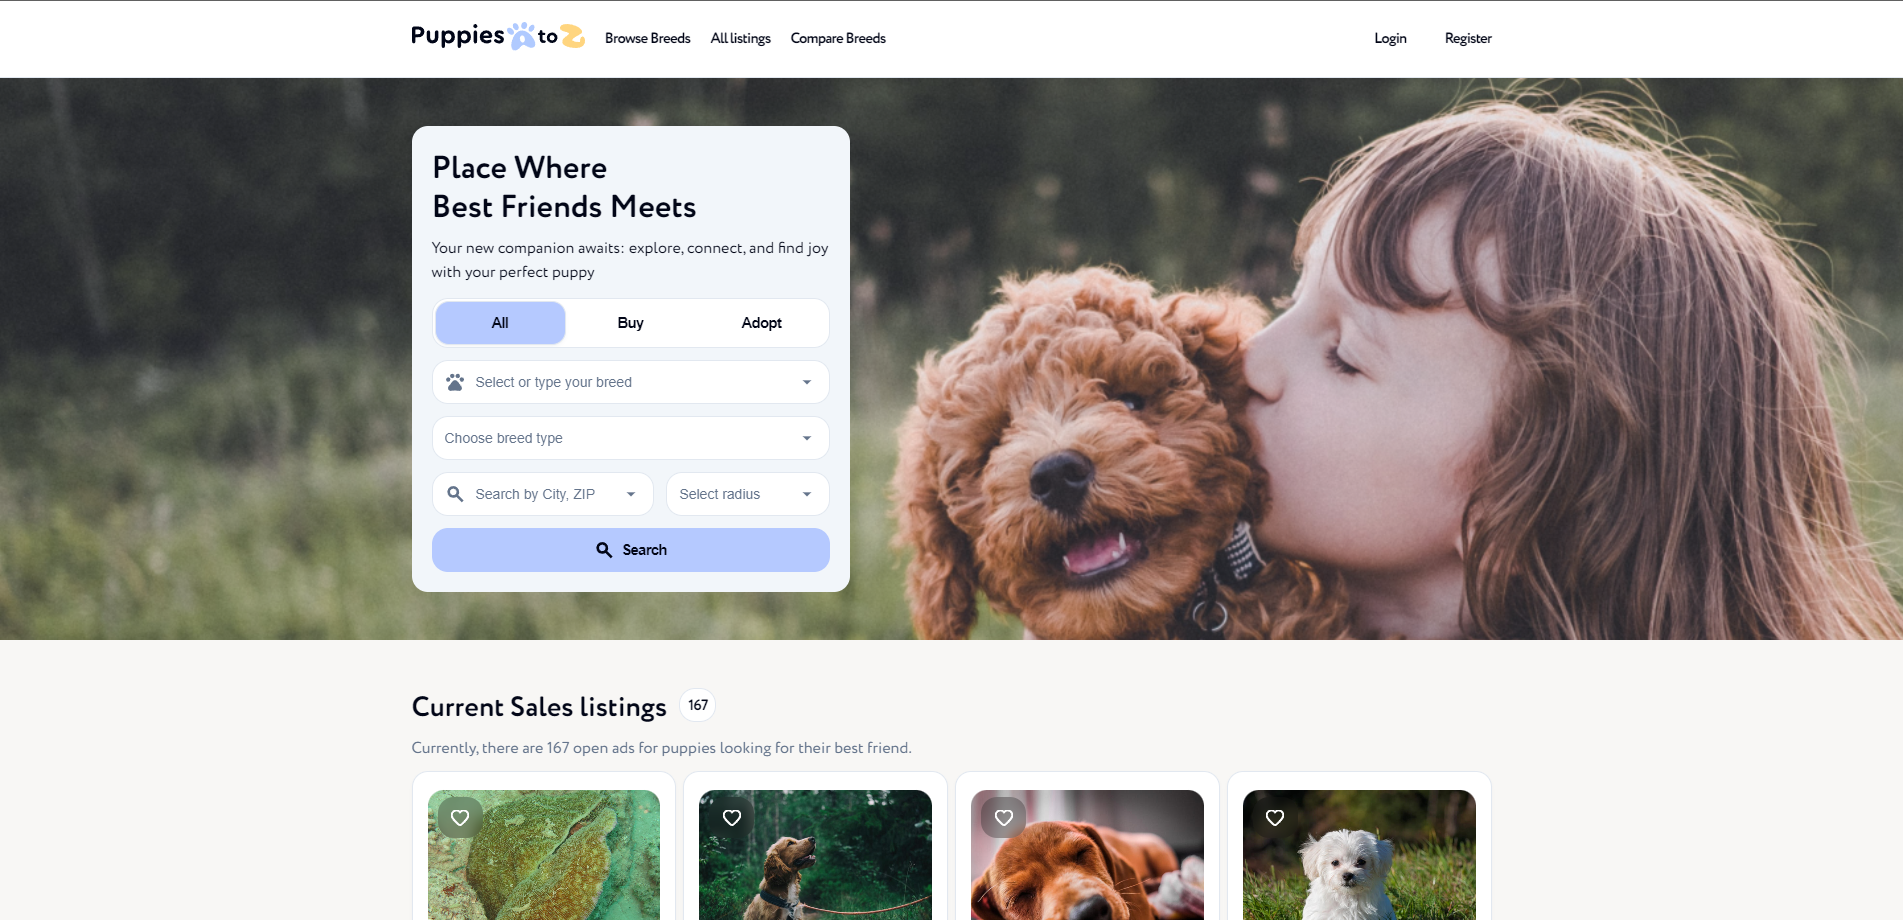 Puppies to
Browse Breeds
All listings
Compare Breeds
Login
Register
Place Where
Best Friends Meets
Your new companion awaits: explore, connect, and find joy
with your perfect puppy
All
Buy
Adopt
Select or type your breed
Choose breed type
Search by City, ZIP
Select radius
Search
Current Sales listings
167
Currently, there are 167 open ads for puppies looking for their best friend.